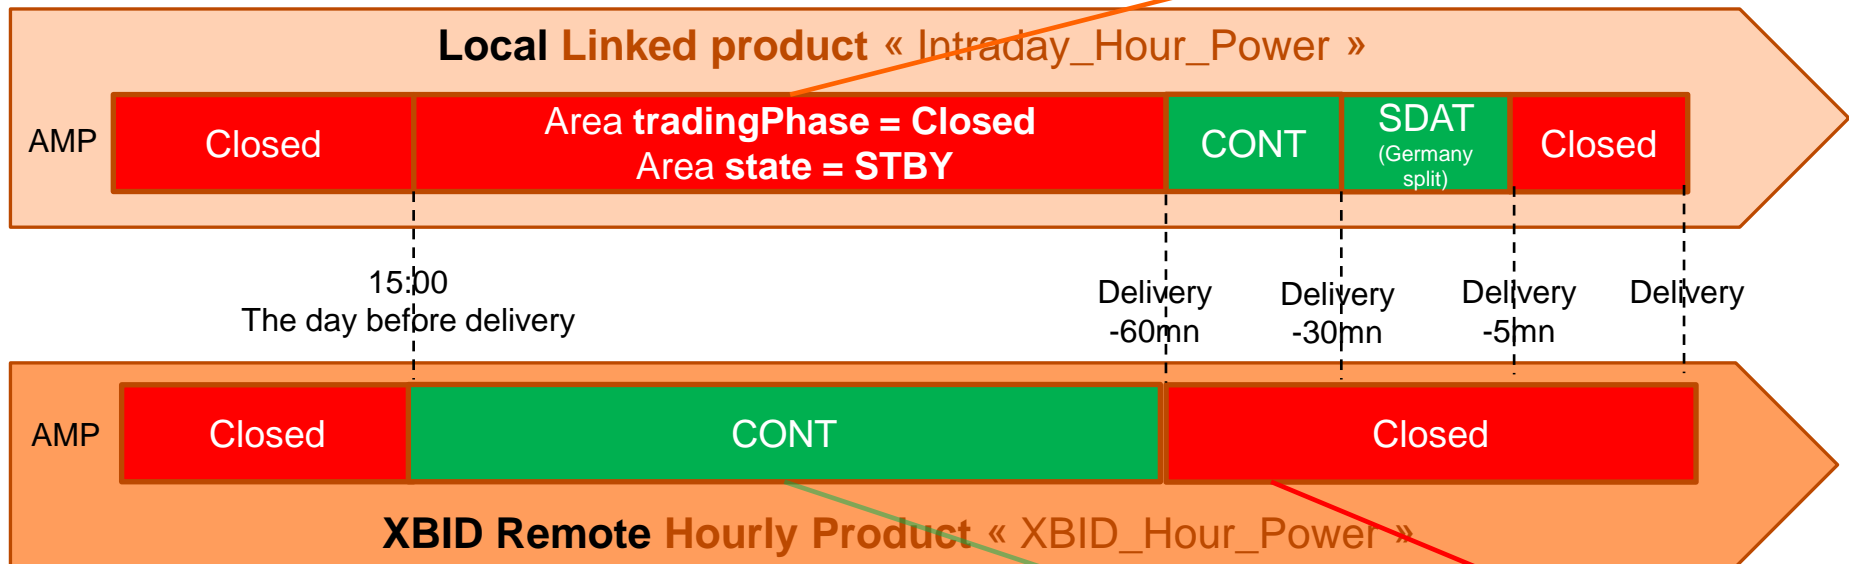 Local Linked product « Intraday_Hour_Power »
AMP
Closed
Area tradingPhase = Closed
Area state = STBY
CONT
SDAT
(Germany
split)
Closed
15:00
The day before delivery
Delivery
-60mn
Delivery
-30mn
Delivery
-5mn
Delivery
AMP
Closed
CONT
Closed
XBID Remote Hourly Product « XBID_Hour_Power »